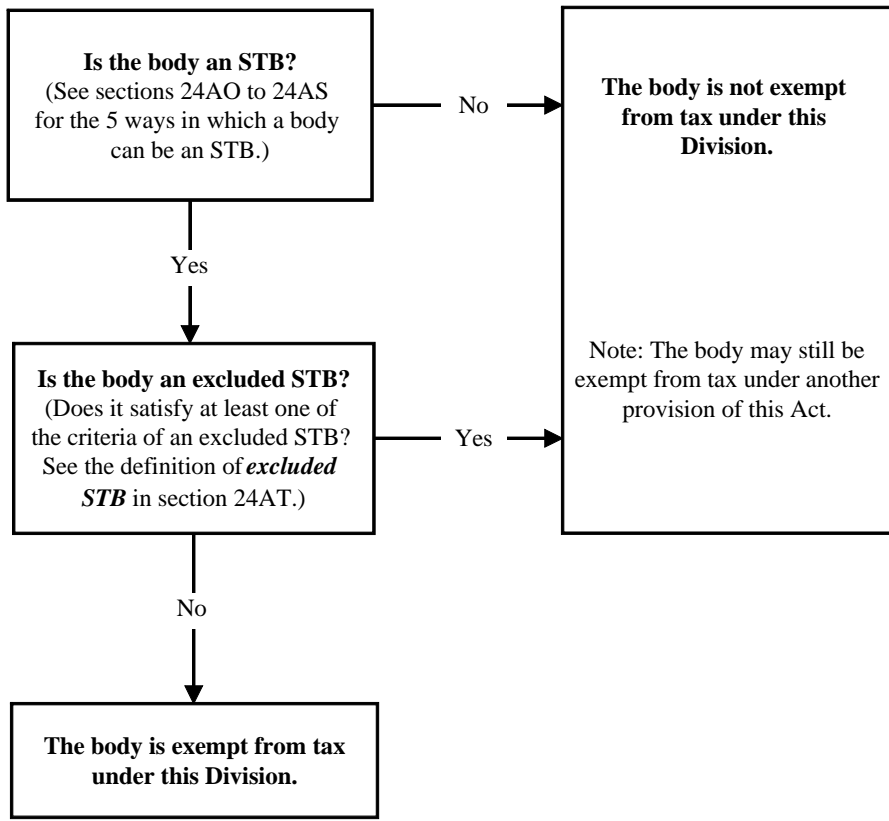 Is the body an STB?
(See sections 24AO to 24AS
for the 5 ways in which a body
can be an STB.)
No
The body is not exempt
from tax under this
Division.
Yes
Note: The body may still be
exempt from tax under another
provision of this Act.
Is the body an excluded STB?
(Does it satisfy at least one of
the criteria of an excluded STB?
See the definition of excluded
STB in section 24AT.)
Yes
No
The body is exempt from tax
under this Division.